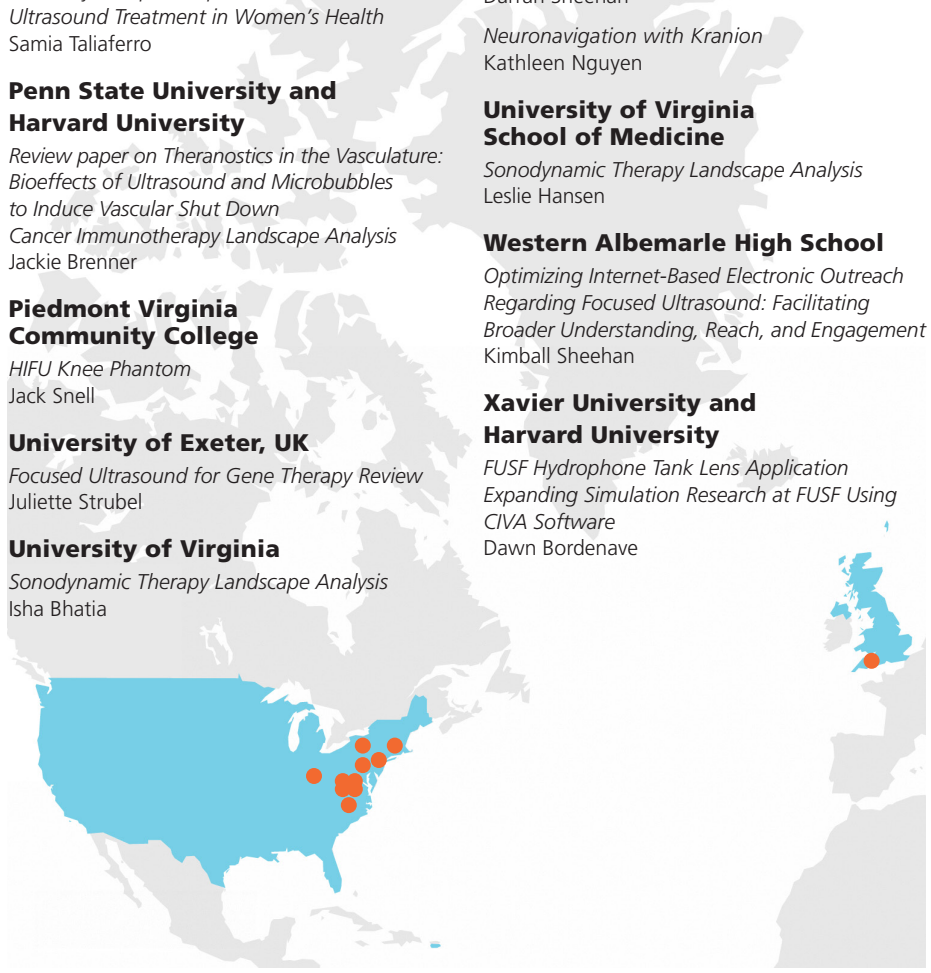 Ultrasound Treatment in Women’s Health
Samia Taliaferro
Penn State University and
Harvard University
Review paper on Theranostics in the Vasculature:
Bioeffects of Ultrasound and Microbubbles
to Induce Vascular Shut Down
Cancer Immunotherapy Landscape Analysis
Jackie Brenner
Piedmont Virginia
Community College
HIFU Knee Phantom
Jack Snell
University of Exeter, UK
Focused Ultrasound for Gene Therapy Review
Juliette Strubel
University of Virginia
Sonodynamic Therapy Landscape Analysis
Isha Bhatia
Sheehan
Neuronavigation with Kranion
Kathleen Nguyen
University of Virginia
School of Medicine
Sonodynamic Therapy Landscape Analysis
Leslie Hansen
Western Albemarle High School
Optimizing Internet-Based Electronic Outreach
Regarding Focused Ultrasound: Facilitating
Broader Understanding, Reach, and Engagement
Kimball Sheehan
Xavier University and
Harvard University
FUSF Hydrophone Tank Lens Application
Expanding Simulation Research at FUSF Using
CIVA Software
Dawn Bordenave